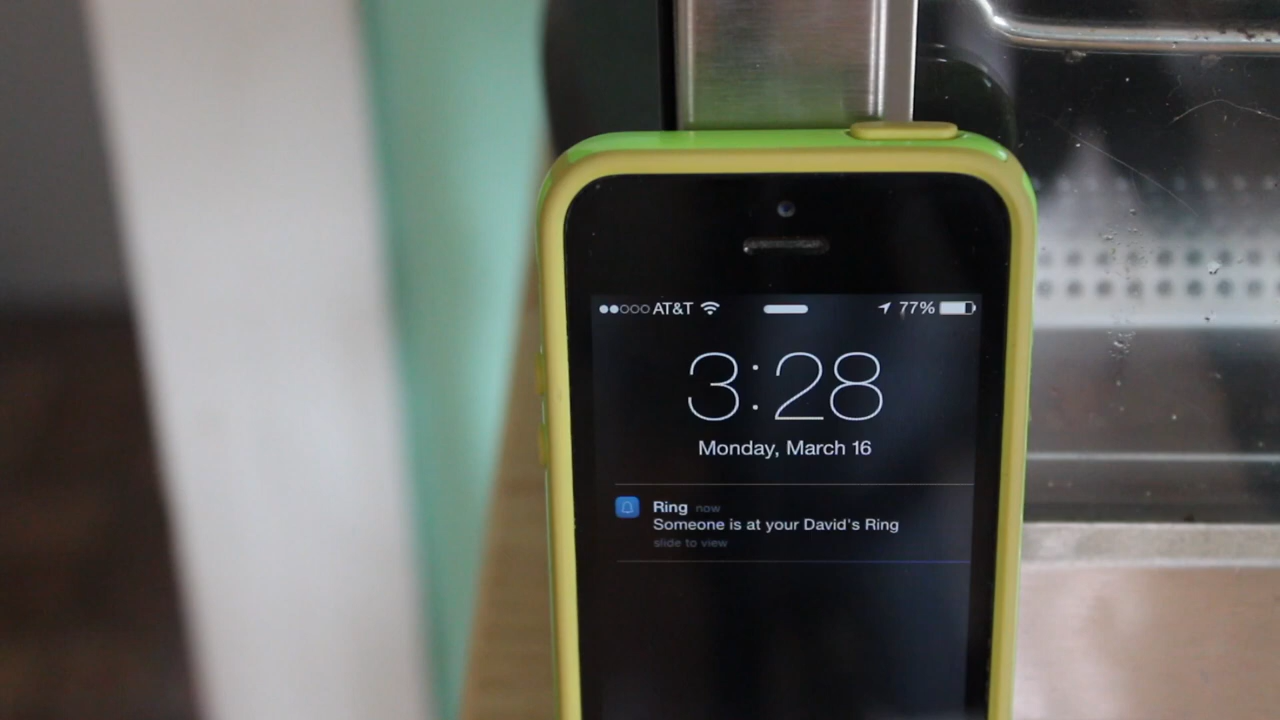 AT&T 77%
3:28
Monday, March 16
Ring now
Someone is at your David's Ring
slide to view